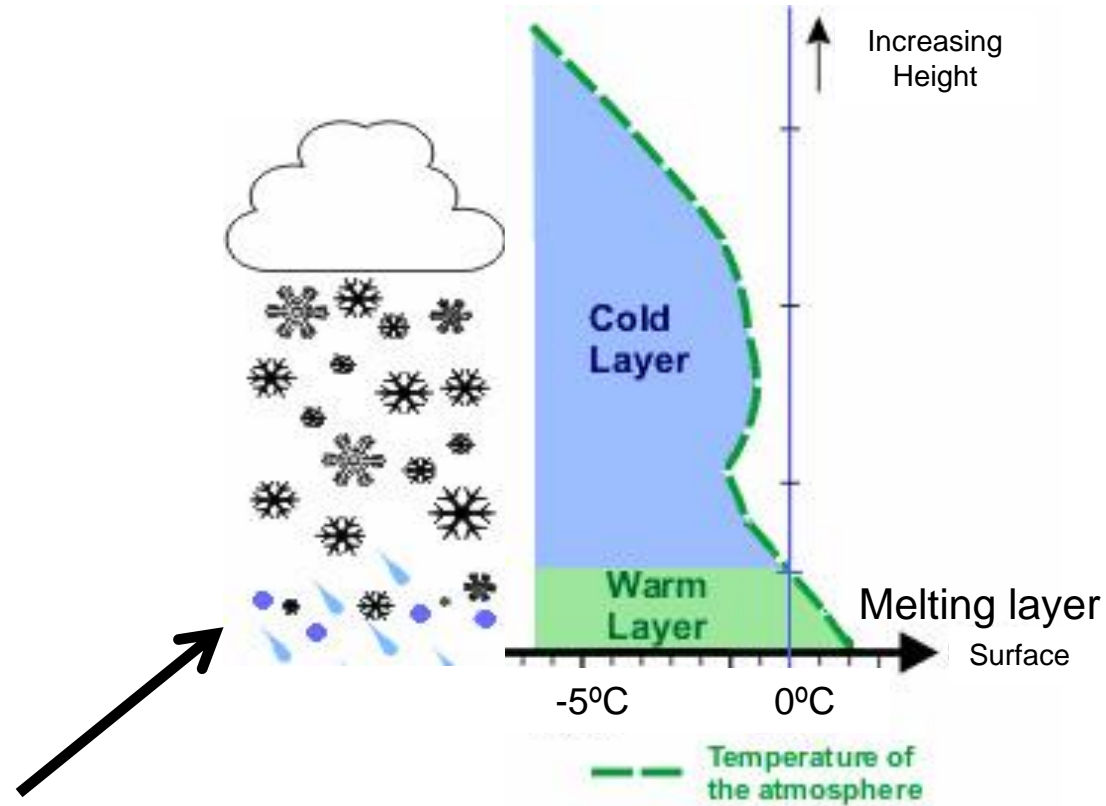 Increasing
Height
Cold
Layer
Warm
Layer
Melting layer
Surface
-5ºC
0ºC
Temperature of
the atmosphere